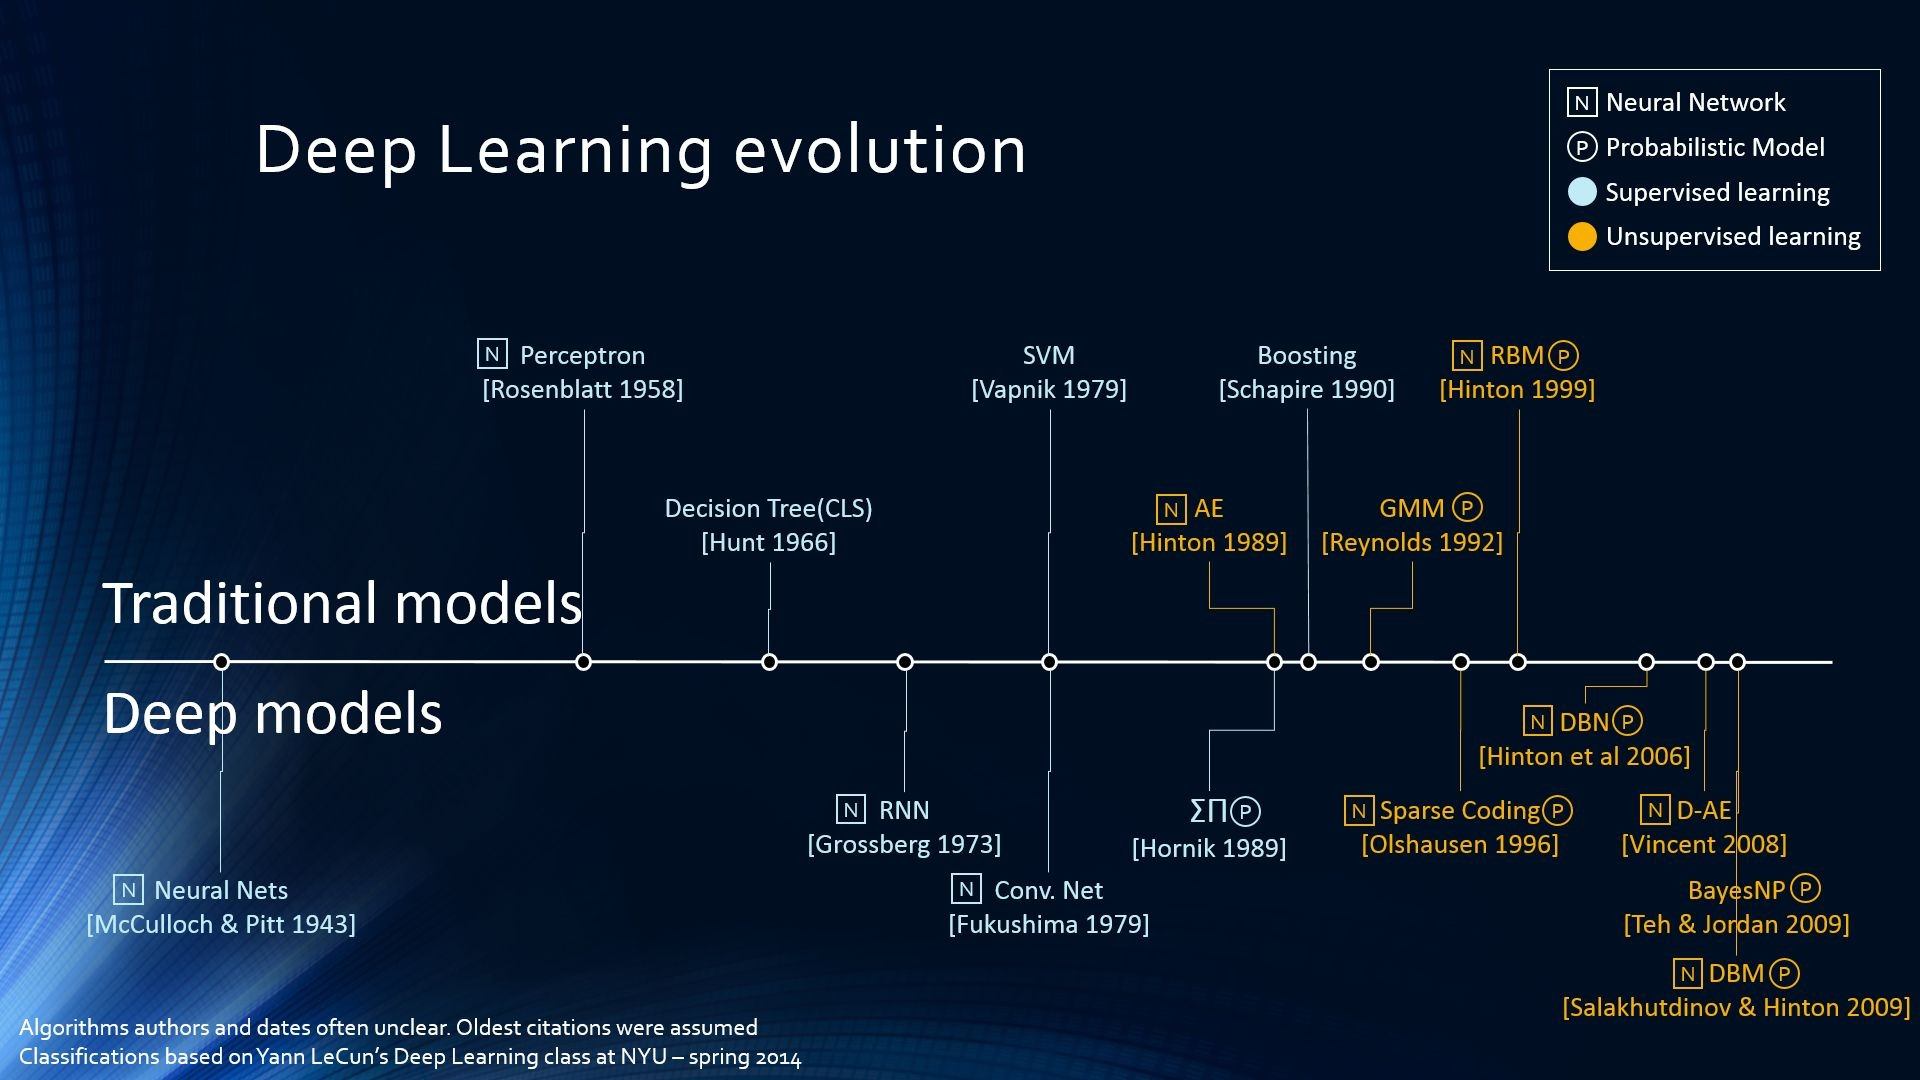 Deep Learning evolution
N Neural Network
P Probabilistic Model
Supervised learning
Unsupervised learning
N Perceptron
[Rosenblatt 1958]
SVM
[Vapnik 1979]
Boosting
[Schapire 1990]
N RBM P
[Hinton 1999]
Decision Tree(CLS)
[Hunt 1966]
N AE
[Hinton 1989]
GMM P
[Reynolds 1992]
Traditional models
Deep models
N DBN P
[Hinton et al 2006]
N RNN
[Grossberg 1973]
ΣΠ P
[Hornik 1989]
N Sparse Coding P
[Olshausen 1996]
N D-AE
[Vincent 2008]
N Neural Nets
[McCulloch & Pitt 1943]
N Conv. Net
[Fukushima 1979]
BayesNP P
[Teh & Jordan 2009]
N DBM P
[Salakhutdinov & Hinton 2009]
Algorithms authors and dates often unclear. Oldest citations were assumed
Classifications based on Yann LeCun's Deep Learning class at NYU – spring 2014